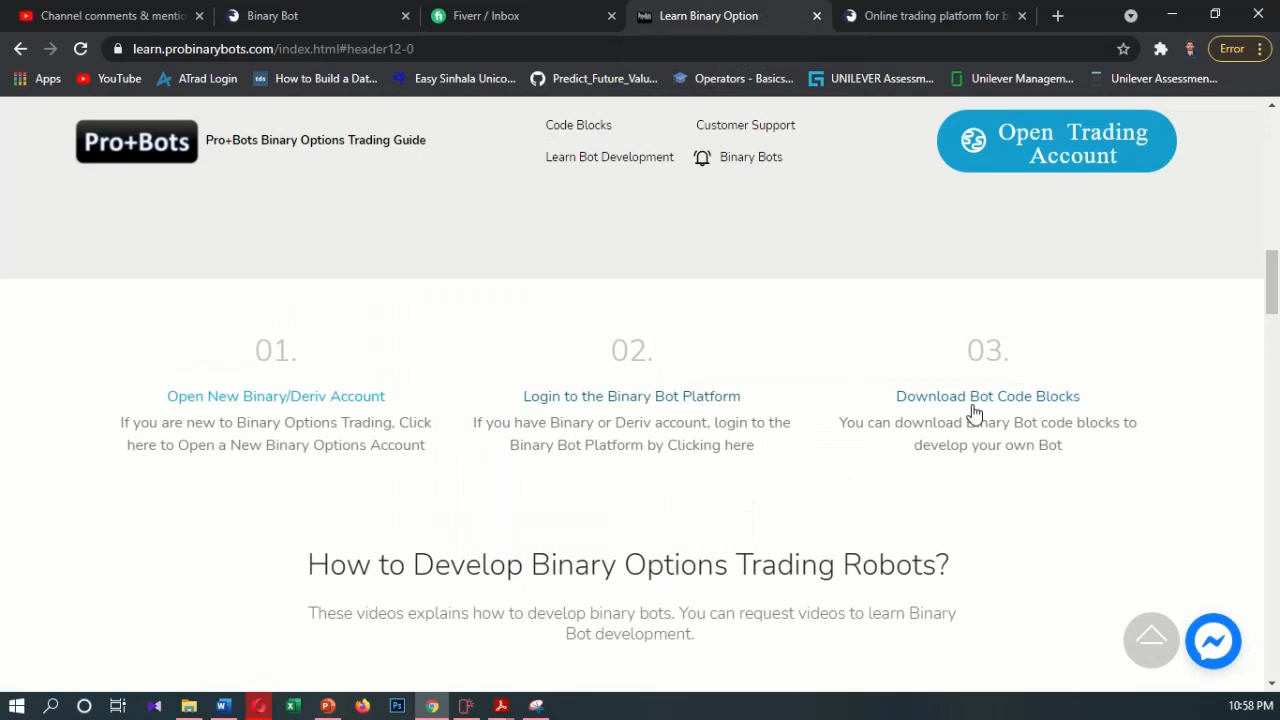 Channel comments & mentio
Binary Bot
Fiverr / Inbox
Learn Binary Option
Online trading platform for b
learn.probinarybots.com/index.html#header12-0
Error
Apps
YouTube
ATrad Login
tds
How to Build a Dat...
Easy Sinhala Unico...
Predict_Future_Valu...
Operators - Basics...
UNILEVER Assessm...
Unilever Managem...
Unilever Assessmen...
Pro+Bots
Pro+Bots Binary Options Trading Guide
Code Blocks
Customer Support
Learn Bot Development
Binary Bots
Open Trading
Account
01.
02.
03.
Open New Binary/Deriv Account
Login to the Binary Bot Platform
Download Bot Code Blocks
If you are new to Binary Options Trading, Click
here to Open a New Binary Options Account
If you have Binary or Deriv account, login to the
Binary Bot Platform by Clicking here
You can download Binary Bot code blocks to
develop your own Bot
How to Develop Binary Options Trading Robots?
These videos explains how to develop binary bots. You can request videos to learn Binary
Bot development.
10:58 PM